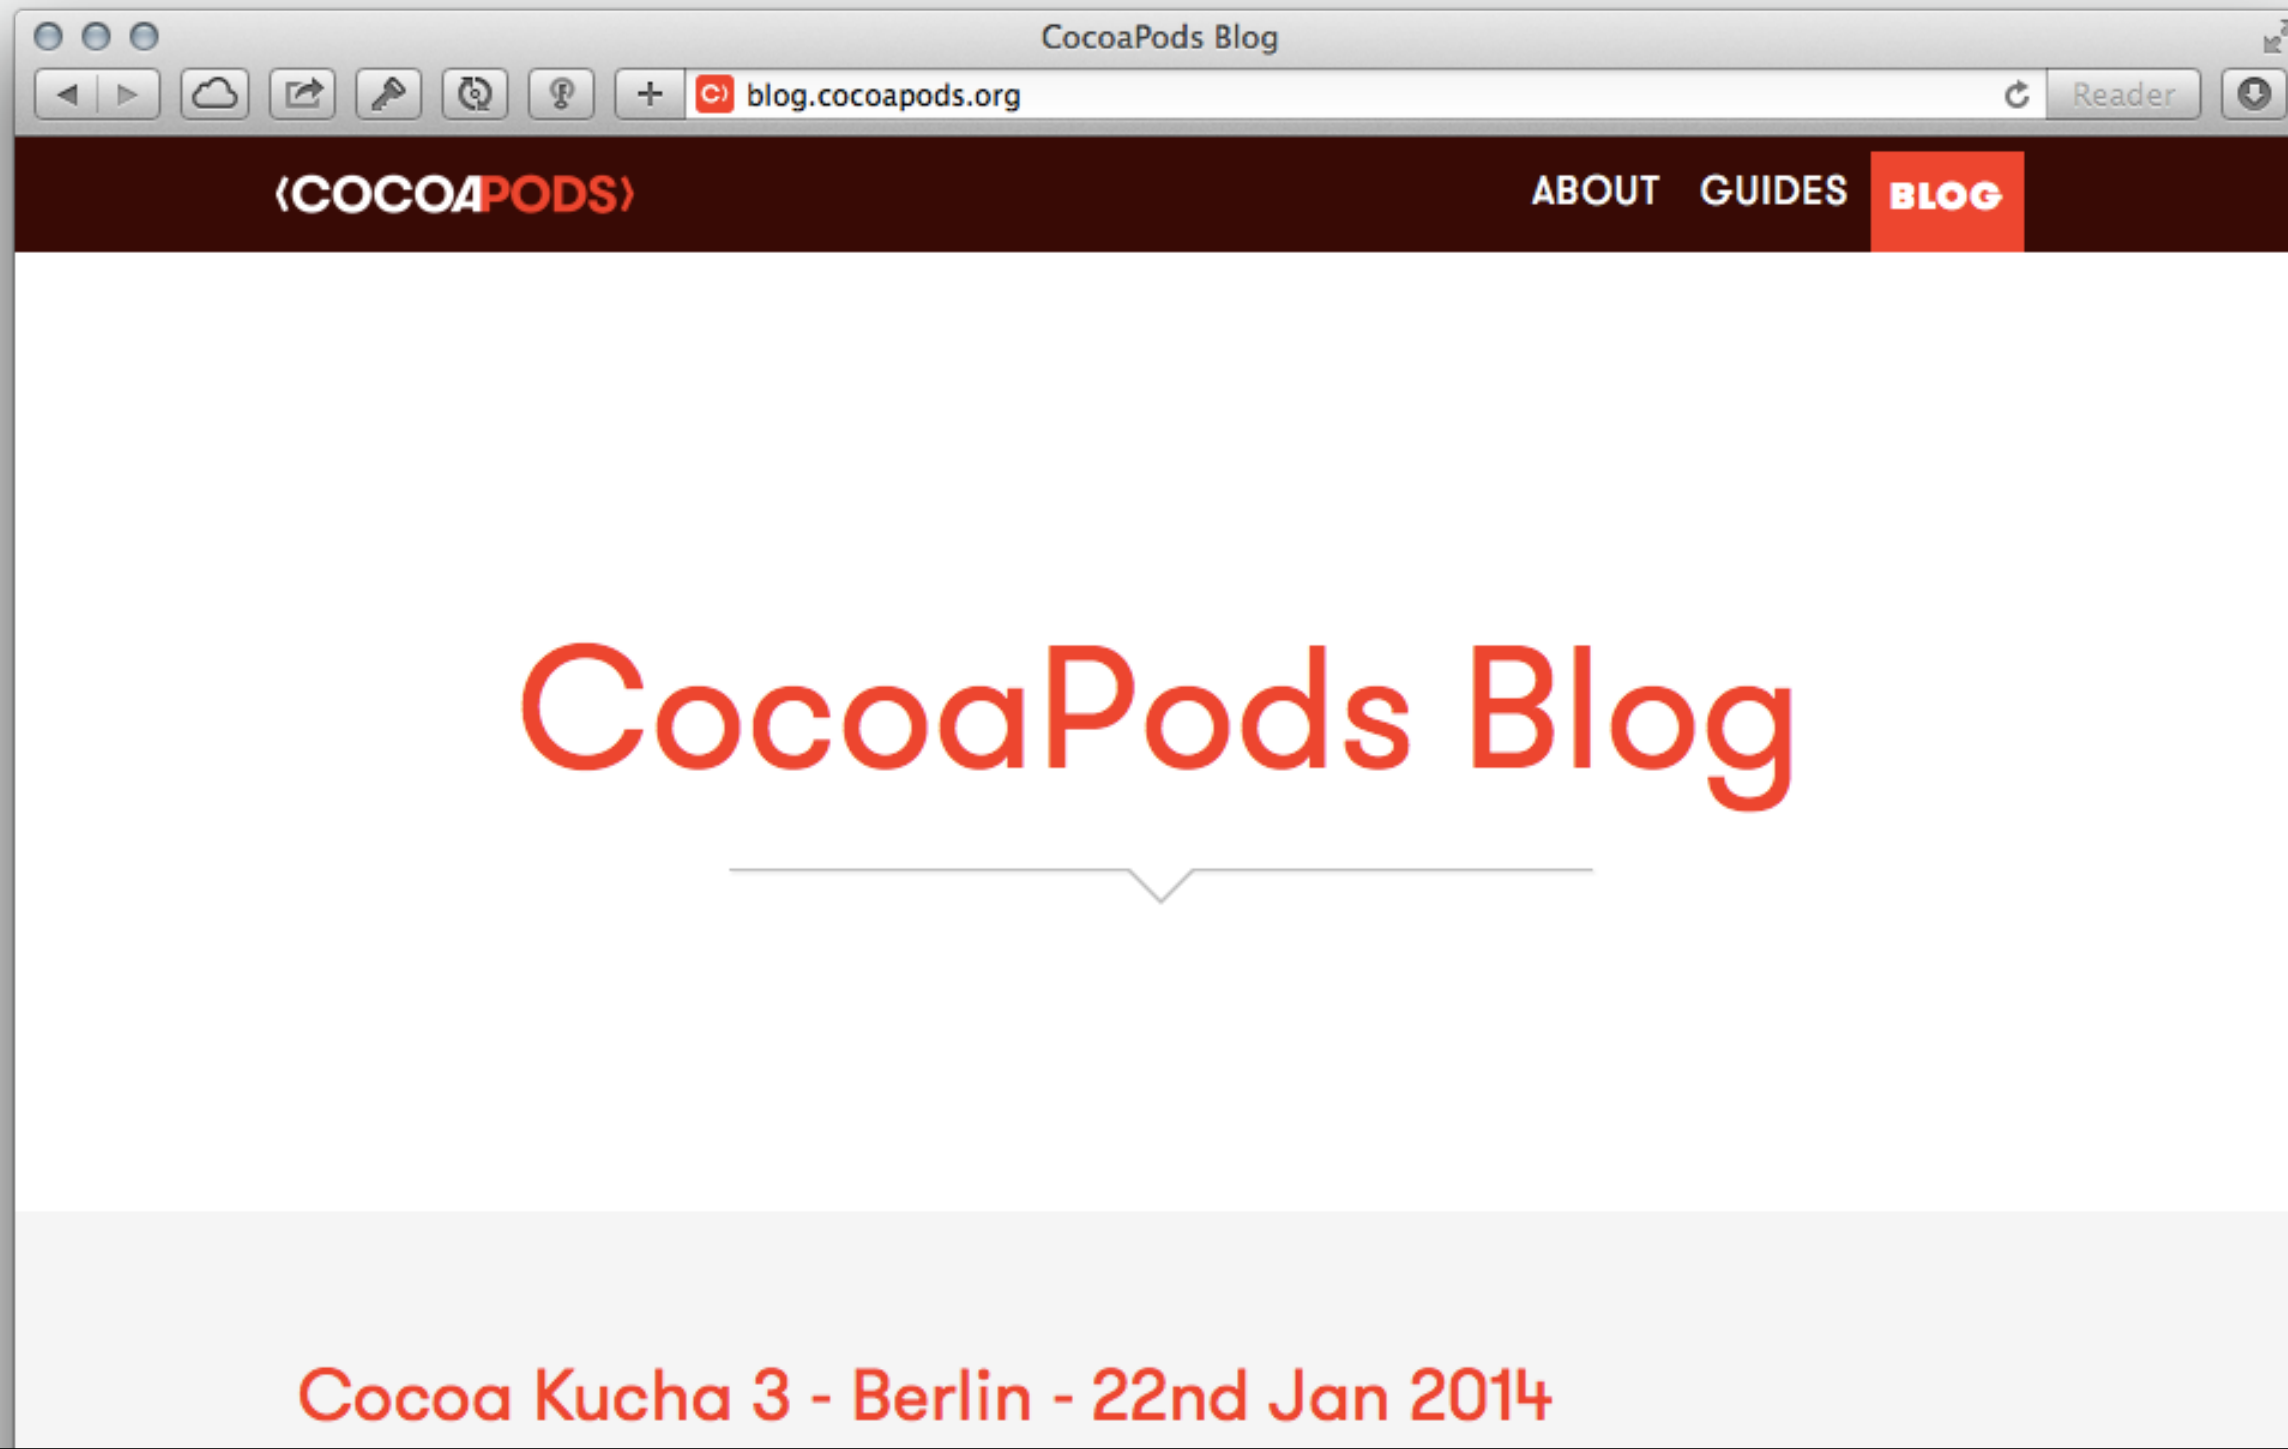 CocoaPods Blog
C) blog.cocoapods.org Reader
⟨COCOAPODS⟩ ABOUT GUIDES BLOG
CocoaPods Blog
Cocoa Kucha 3 - Berlin - 22nd Jan 2014